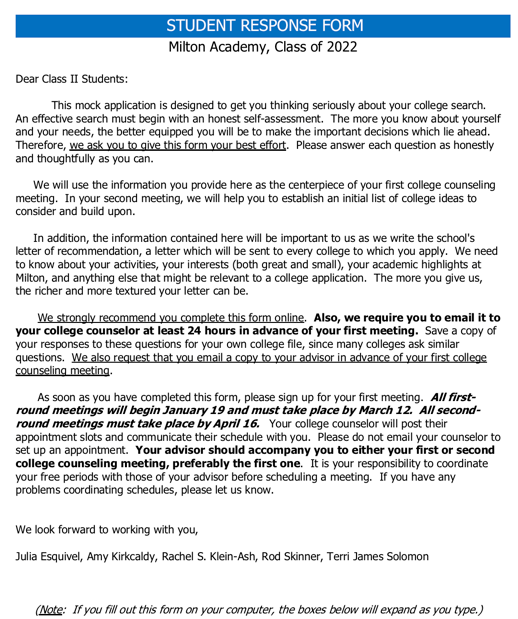 STUDENT RESPONSE FORM
Milton Academy, Class of 2022
Dear Class II Students:
This mock application is designed to get you thinking seriously about your college search.
An effective search must begin with an honest self-assessment. The more you know about yourself
and your needs, the better equipped you will be to make the important decisions which lie ahead.
Therefore, we ask you to give this form your best effort. Please answer each question as honestly
and thoughtfully as you can.
We will use the information you provide here as the centerpiece of your first college counseling
meeting. In your second meeting, we will help you to establish an initial list of college ideas to
consider and build upon.
In addition, the information contained here will be important to us as we write the school's
letter of recommendation, a letter which will be sent to every college to which you apply. We need
to know about your activities, your interests (both great and small), your academic highlights at
Milton, and anything else that might be relevant to a college application. The more you give us,
the richer and more textured your letter can be.
We strongly recommend you complete this form online. Also, we require you to email it to
your college counselor at least 24 hours in advance of your first meeting. Save a copy of
your responses to these questions for your own college file, since many colleges ask similar
questions. We also request that you email a copy to your advisor in advance of your first college
counseling meeting.
As soon as you have completed this form, please sign up for your first meeting. All first-
round meetings will begin January 19 and must take place by March 12. All second-
round meetings must take place by April 16. Your college counselor will post their
appointment slots and communicate their schedule with you. Please do not email your counselor to
set up an appointment. Your advisor should accompany you to either your first or second
college counseling meeting, preferably the first one. It is your responsibility to coordinate
your free periods with those of your advisor before scheduling a meeting. If you have any
problems coordinating schedules, please let us know.
We look forward to working with you,
Julia Esquivel, Amy Kirkcaldy, Rachel S. Klein-Ash, Rod Skinner, Terri James Solomon
(Note: If you fill out this form on your computer, the boxes below will expand as you type.)